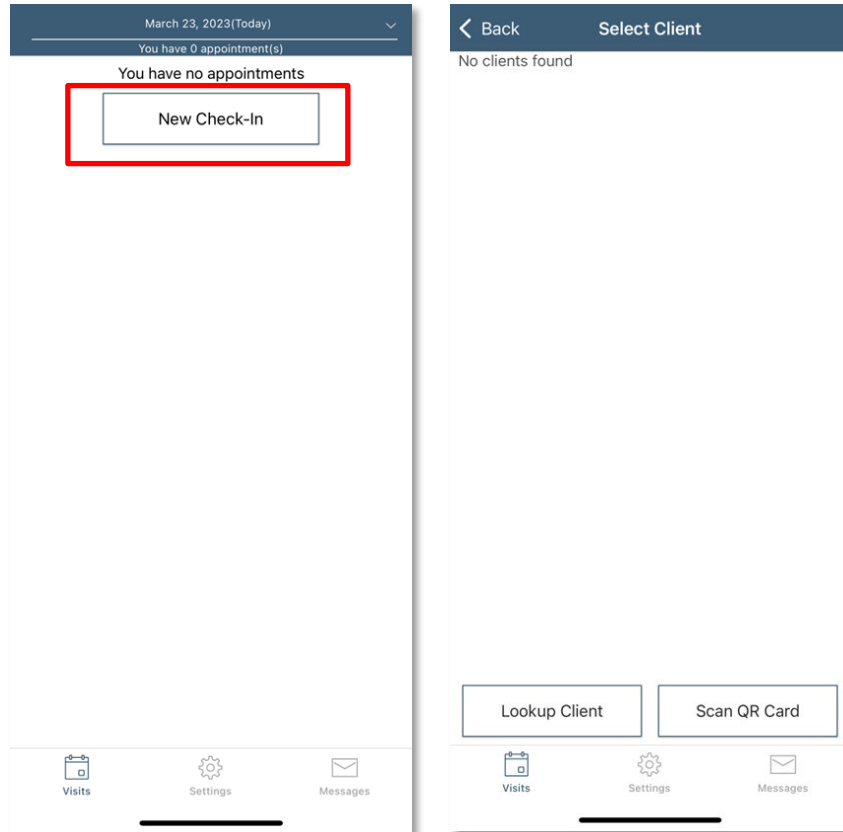 March 23, 2023(Today)
You have 0 appointment(s)
You have no appointments
New Check-In
Visits Settings Messages
Back Select Client
No clients found
Lookup Client Scan QR Card
Visits Settings Messages